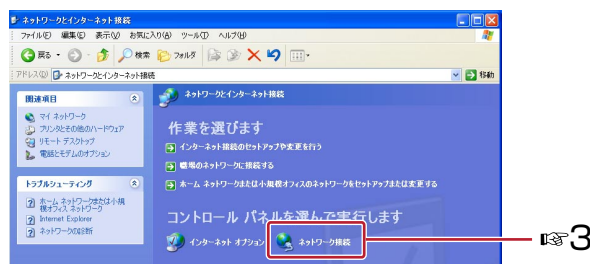 ネットワークとインターネット接続
ファイル(F) 編集(E) 表示(V) お気に入り(A) ツール(T) ヘルプ(H)
戻る 検索 フォルダ
アドレス(D) ネットワークとインターネット接続 移動
関連項目
マイ ネットワーク
プリンタとその他のハードウェア
リモート デスクトップ
電話とモデムのオプション
トラブルシューティング
ホーム ネットワークまたは小規
模オフィス ネットワーク
Internet Explorer
ネットワークの診断
ネットワークとインターネット接続
作業を選びます
インターネット接続のセットアップや変更を行う
職場のネットワークに接続する
ホーム ネットワークまたは小規模オフィスのネットワークをセットアップまたは変更する
コントロール パネルを選んで実行します
インターネット オプション ネットワーク接続
☞3